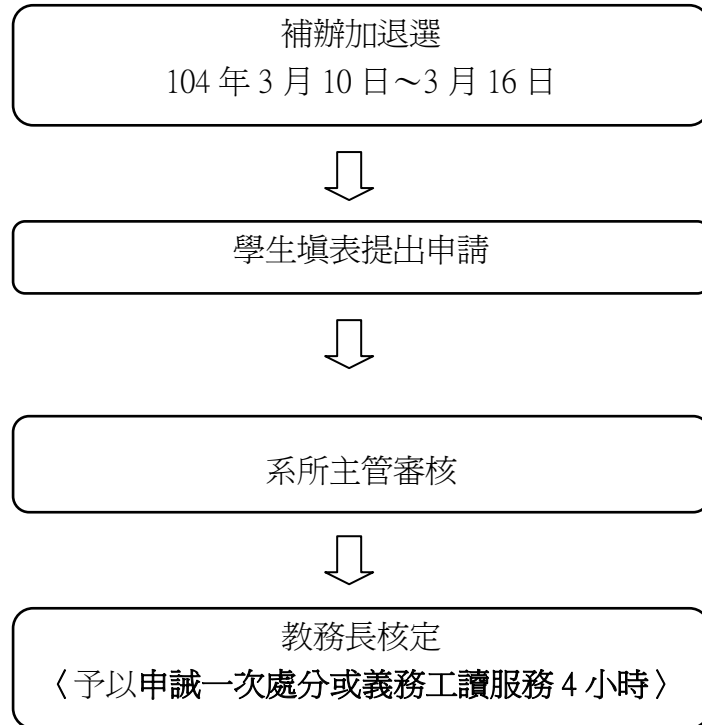 補辦加退選
104 年 3 月 10 日～3 月 16 日
學生填表提出申請
系所主管審核
教務長核定
〈予以申誡一次處分或義務工讀服務 4 小時〉